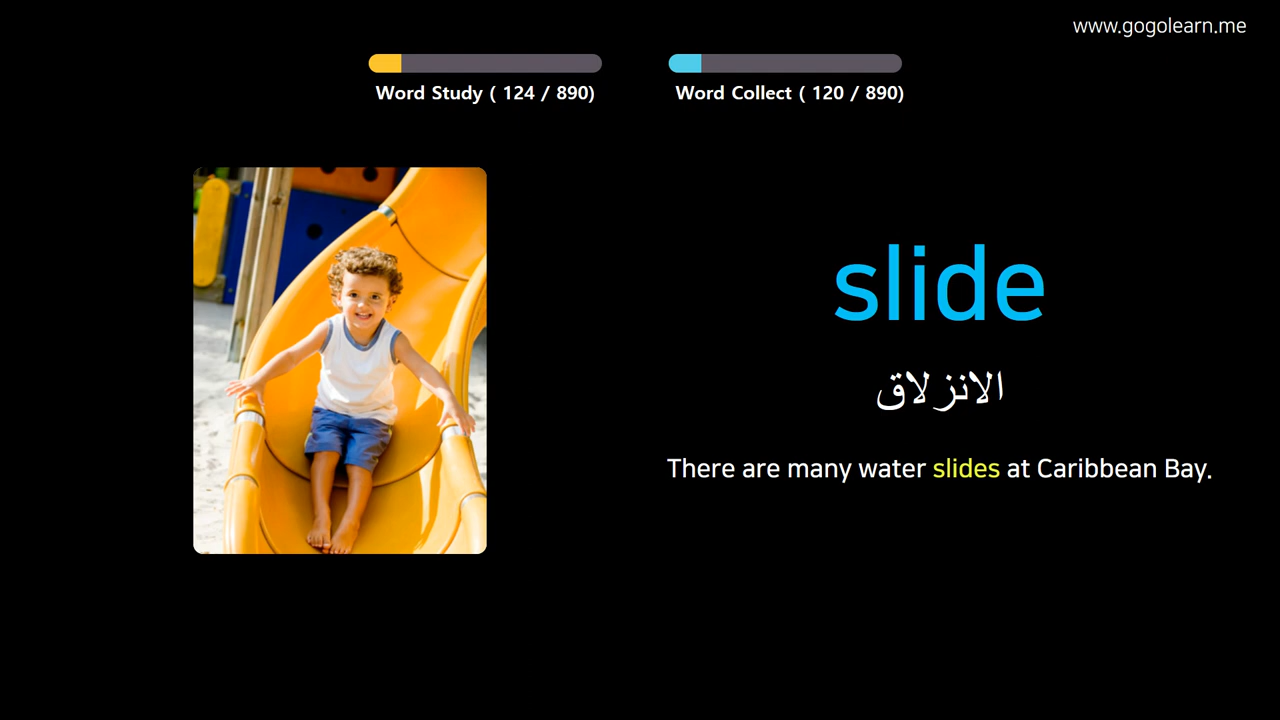 www.gogolearn.me
Word Study ( 124 / 890)
Word Collect ( 120 / 890)
slide
الانزلاق
There are many water slides at Caribbean Bay.